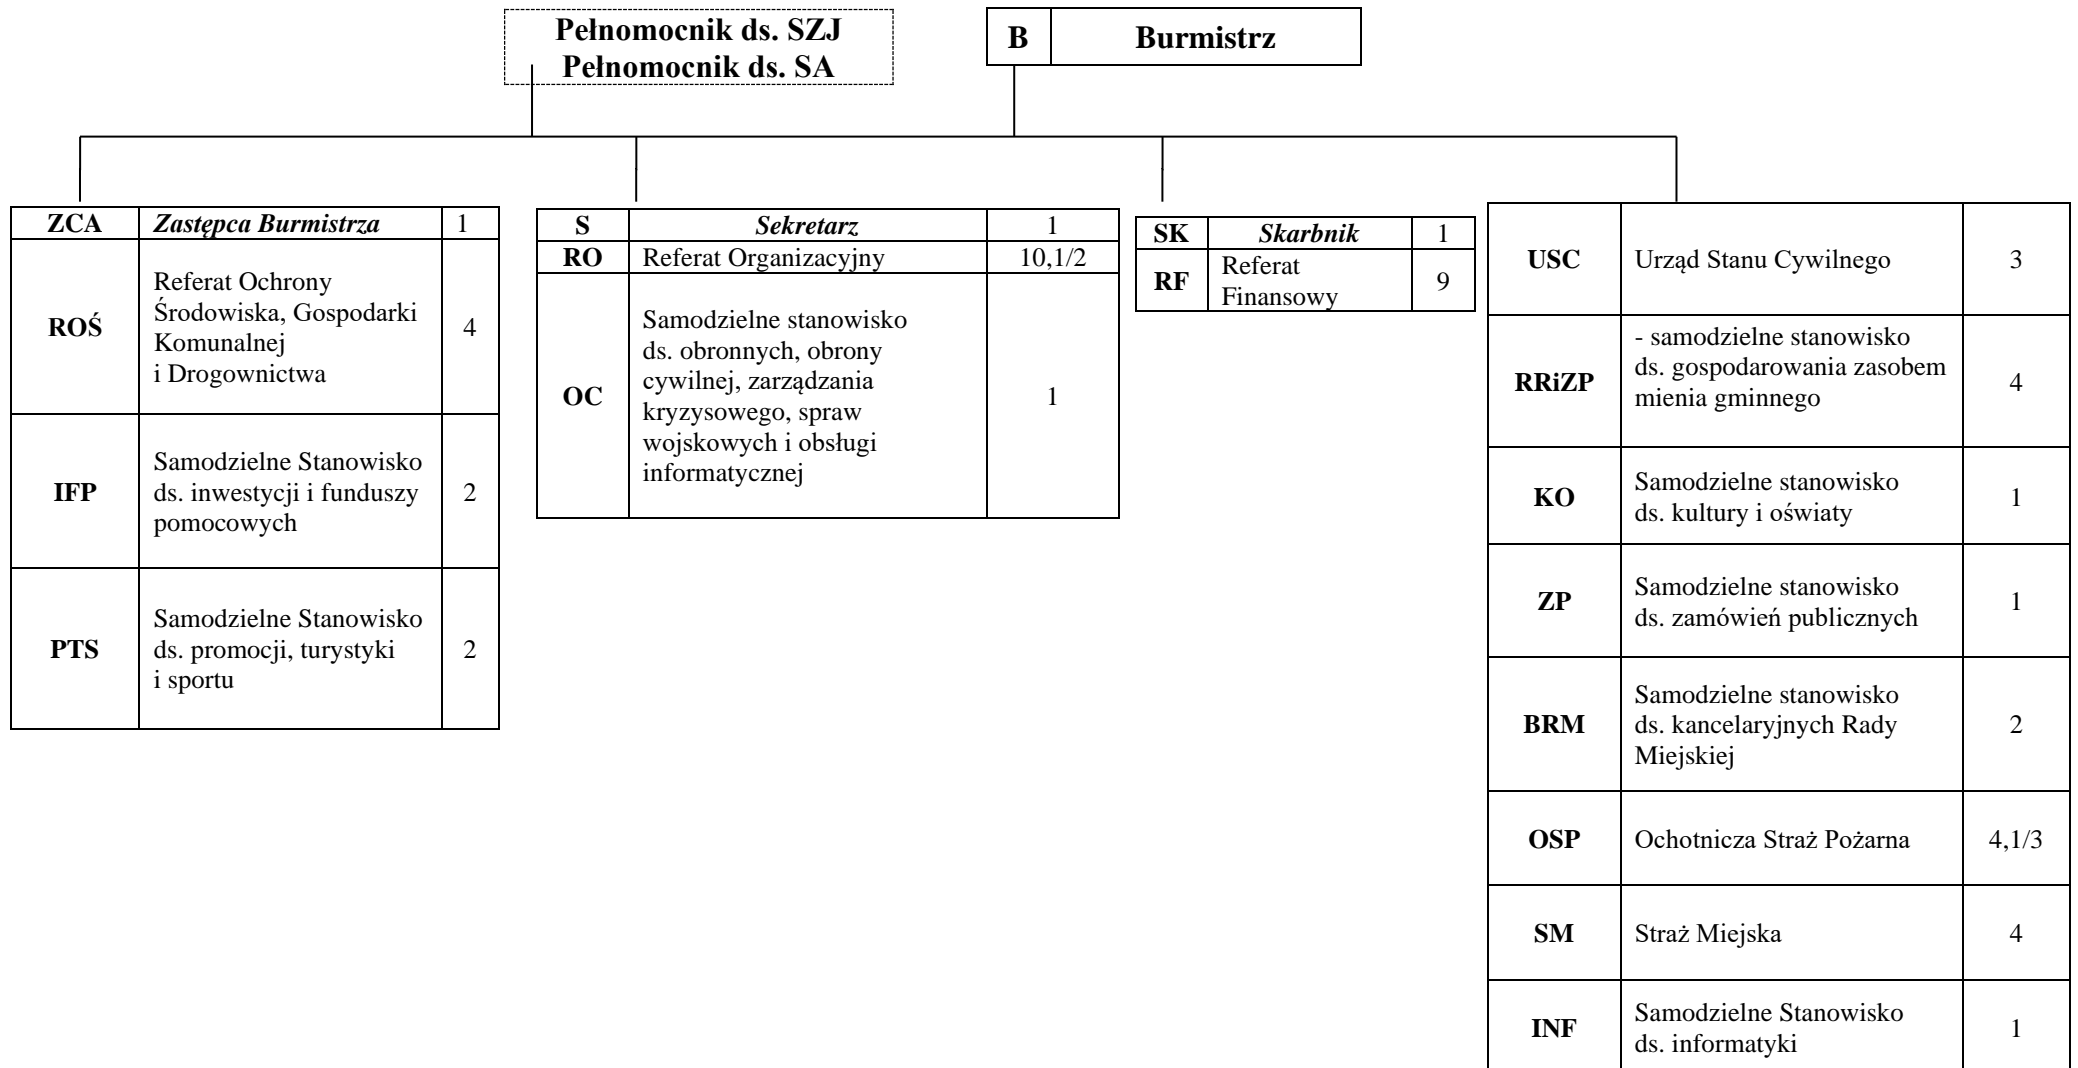 Pełnomocnik ds. SZJ
Pełnomocnik ds. SA
B Burmistrz
ZCA Zastępca Burmistrza 1
ROŚ
Referat Ochrony
Środowiska, Gospodarki
Komunalnej
i Drogownictwa
4
IFP
Samodzielne Stanowisko
ds. inwestycji i funduszy
pomocowych
2
PTS
Samodzielne Stanowisko
ds. promocji, turystyki
i sportu
2
S Sekretarz 1
RO Referat Organizacyjny 10,1/2
OC
Samodzielne stanowisko
ds. obronnych, obrony
cywilnej, zarządzania
kryzysowego, spraw
wojskowych i obsługi
informatycznej
1
SK Skarbnik 1
RF
Referat
Finansowy
9
USC Urząd Stanu Cywilnego 3
RRiZP
- samodzielne stanowisko
ds. gospodarowania zasobem
mienia gminnego
4
KO
Samodzielne stanowisko
ds. kultury i oświaty
1
ZP
Samodzielne stanowisko
ds. zamówień publicznych
1
BRM
Samodzielne stanowisko
ds. kancelaryjnych Rady
Miejskiej
2
OSP Ochotnicza Straż Pożarna 4,1/3
SM Straż Miejska 4
INF
Samodzielne Stanowisko
ds. informatyki
1